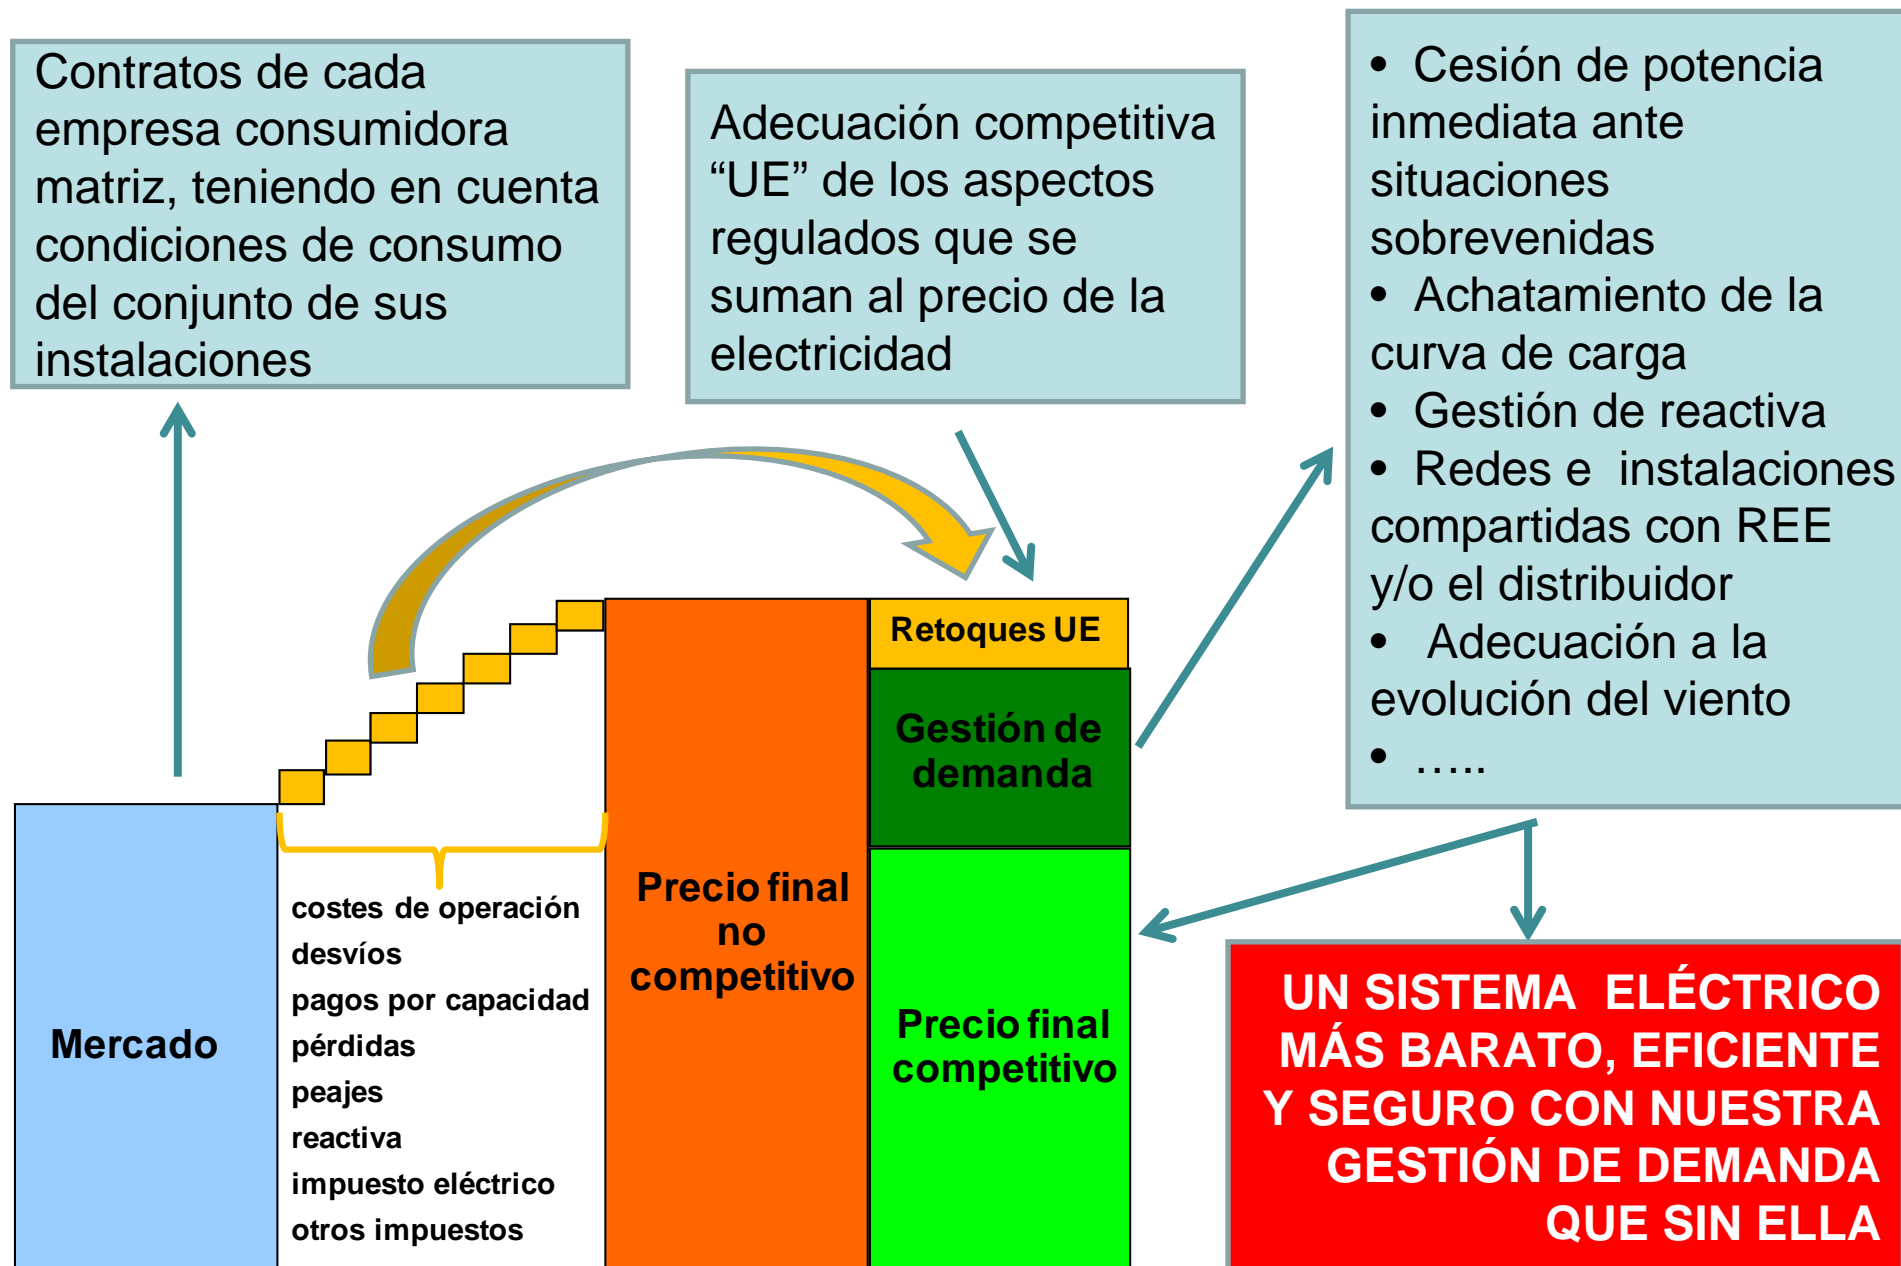 Contratos de cada
empresa consumidora
matriz, teniendo en cuenta
condiciones de consumo
del conjunto de sus
instalaciones
Adecuación competitiva
“UE” de los aspectos
regulados que se
suman al precio de la
electricidad
• Cesión de potencia
inmediata ante
situaciones
sobrevenidas
• Achatamiento de la
curva de carga
• Gestión de reactiva
• Redes e instalaciones
compartidas con REE
y/o el distribuidor
• Adecuación a la
evolución del viento
• …..
Mercado
costes de operación
desvíos
pagos por capacidad
pérdidas
peajes
reactiva
impuesto eléctrico
otros impuestos
Precio final
no
competitivo
Retoques UE
Gestión de
demanda
Precio final
competitivo
UN SISTEMA ELÉCTRICO
MÁS BARATO, EFICIENTE
Y SEGURO CON NUESTRA
GESTIÓN DE DEMANDA
QUE SIN ELLA